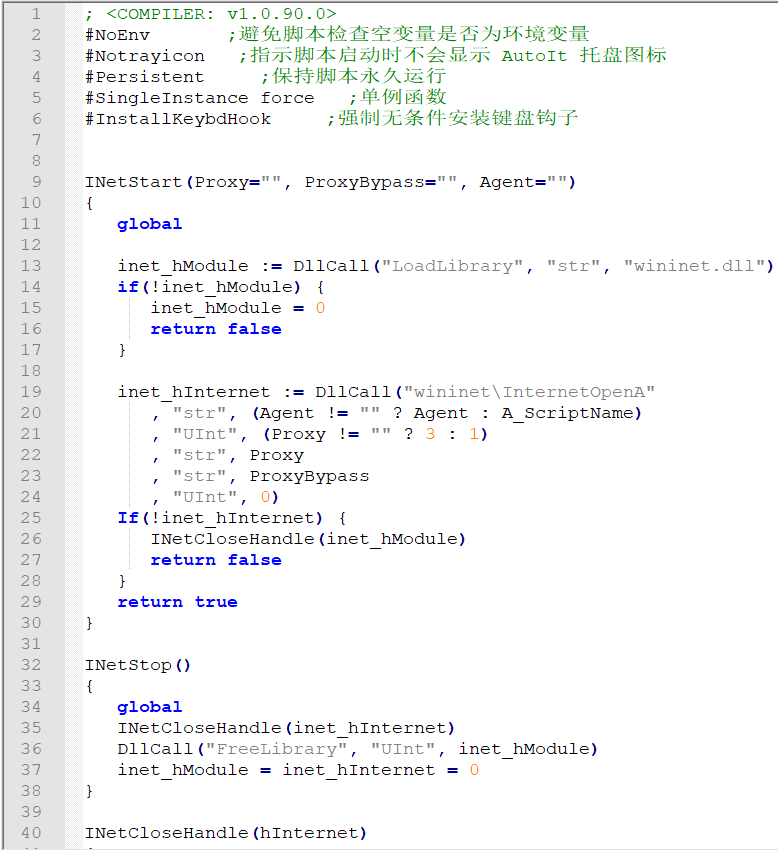 1 ; <COMPILER: v1.0.90.0>
2 #NoEnv ;避免脚本检查空变量是否为环境变量
3 #Notrayicon ;指示脚本启动时不会显示 AutoIt 托盘图标
4 #Persistent ;保持脚本永久运行
5 #SingleInstance force ;单例函数
6 #InstallKeybdHook ;强制无条件安装键盘钩子
7
8
9 INetStart(Proxy="", ProxyBypass="", Agent="")
10 {
11 global
12
13 inet_hModule := DllCall("LoadLibrary", "str", "wininet.dll")
14 if(!inet_hModule) {
15 inet_hModule = 0
16 return false
17 }
18
19 inet_hInternet := DllCall("wininet\InternetOpenA"
20 , "str", (Agent != "" ? Agent : A_ScriptName)
21 , "UInt", (Proxy != "" ? 3 : 1)
22 , "str", Proxy
23 , "str", ProxyBypass
24 , "UInt", 0)
25 If(!inet_hInternet) {
26 INetCloseHandle(inet_hModule)
27 return false
28 }
29 return true
30 }
31
32 INetStop()
33 {
34 global
35 INetCloseHandle(inet_hInternet)
36 DllCall("FreeLibrary", "UInt", inet_hModule)
37 inet_hModule = inet_hInternet = 0
38 }
39
40 INetCloseHandle(hInternet)